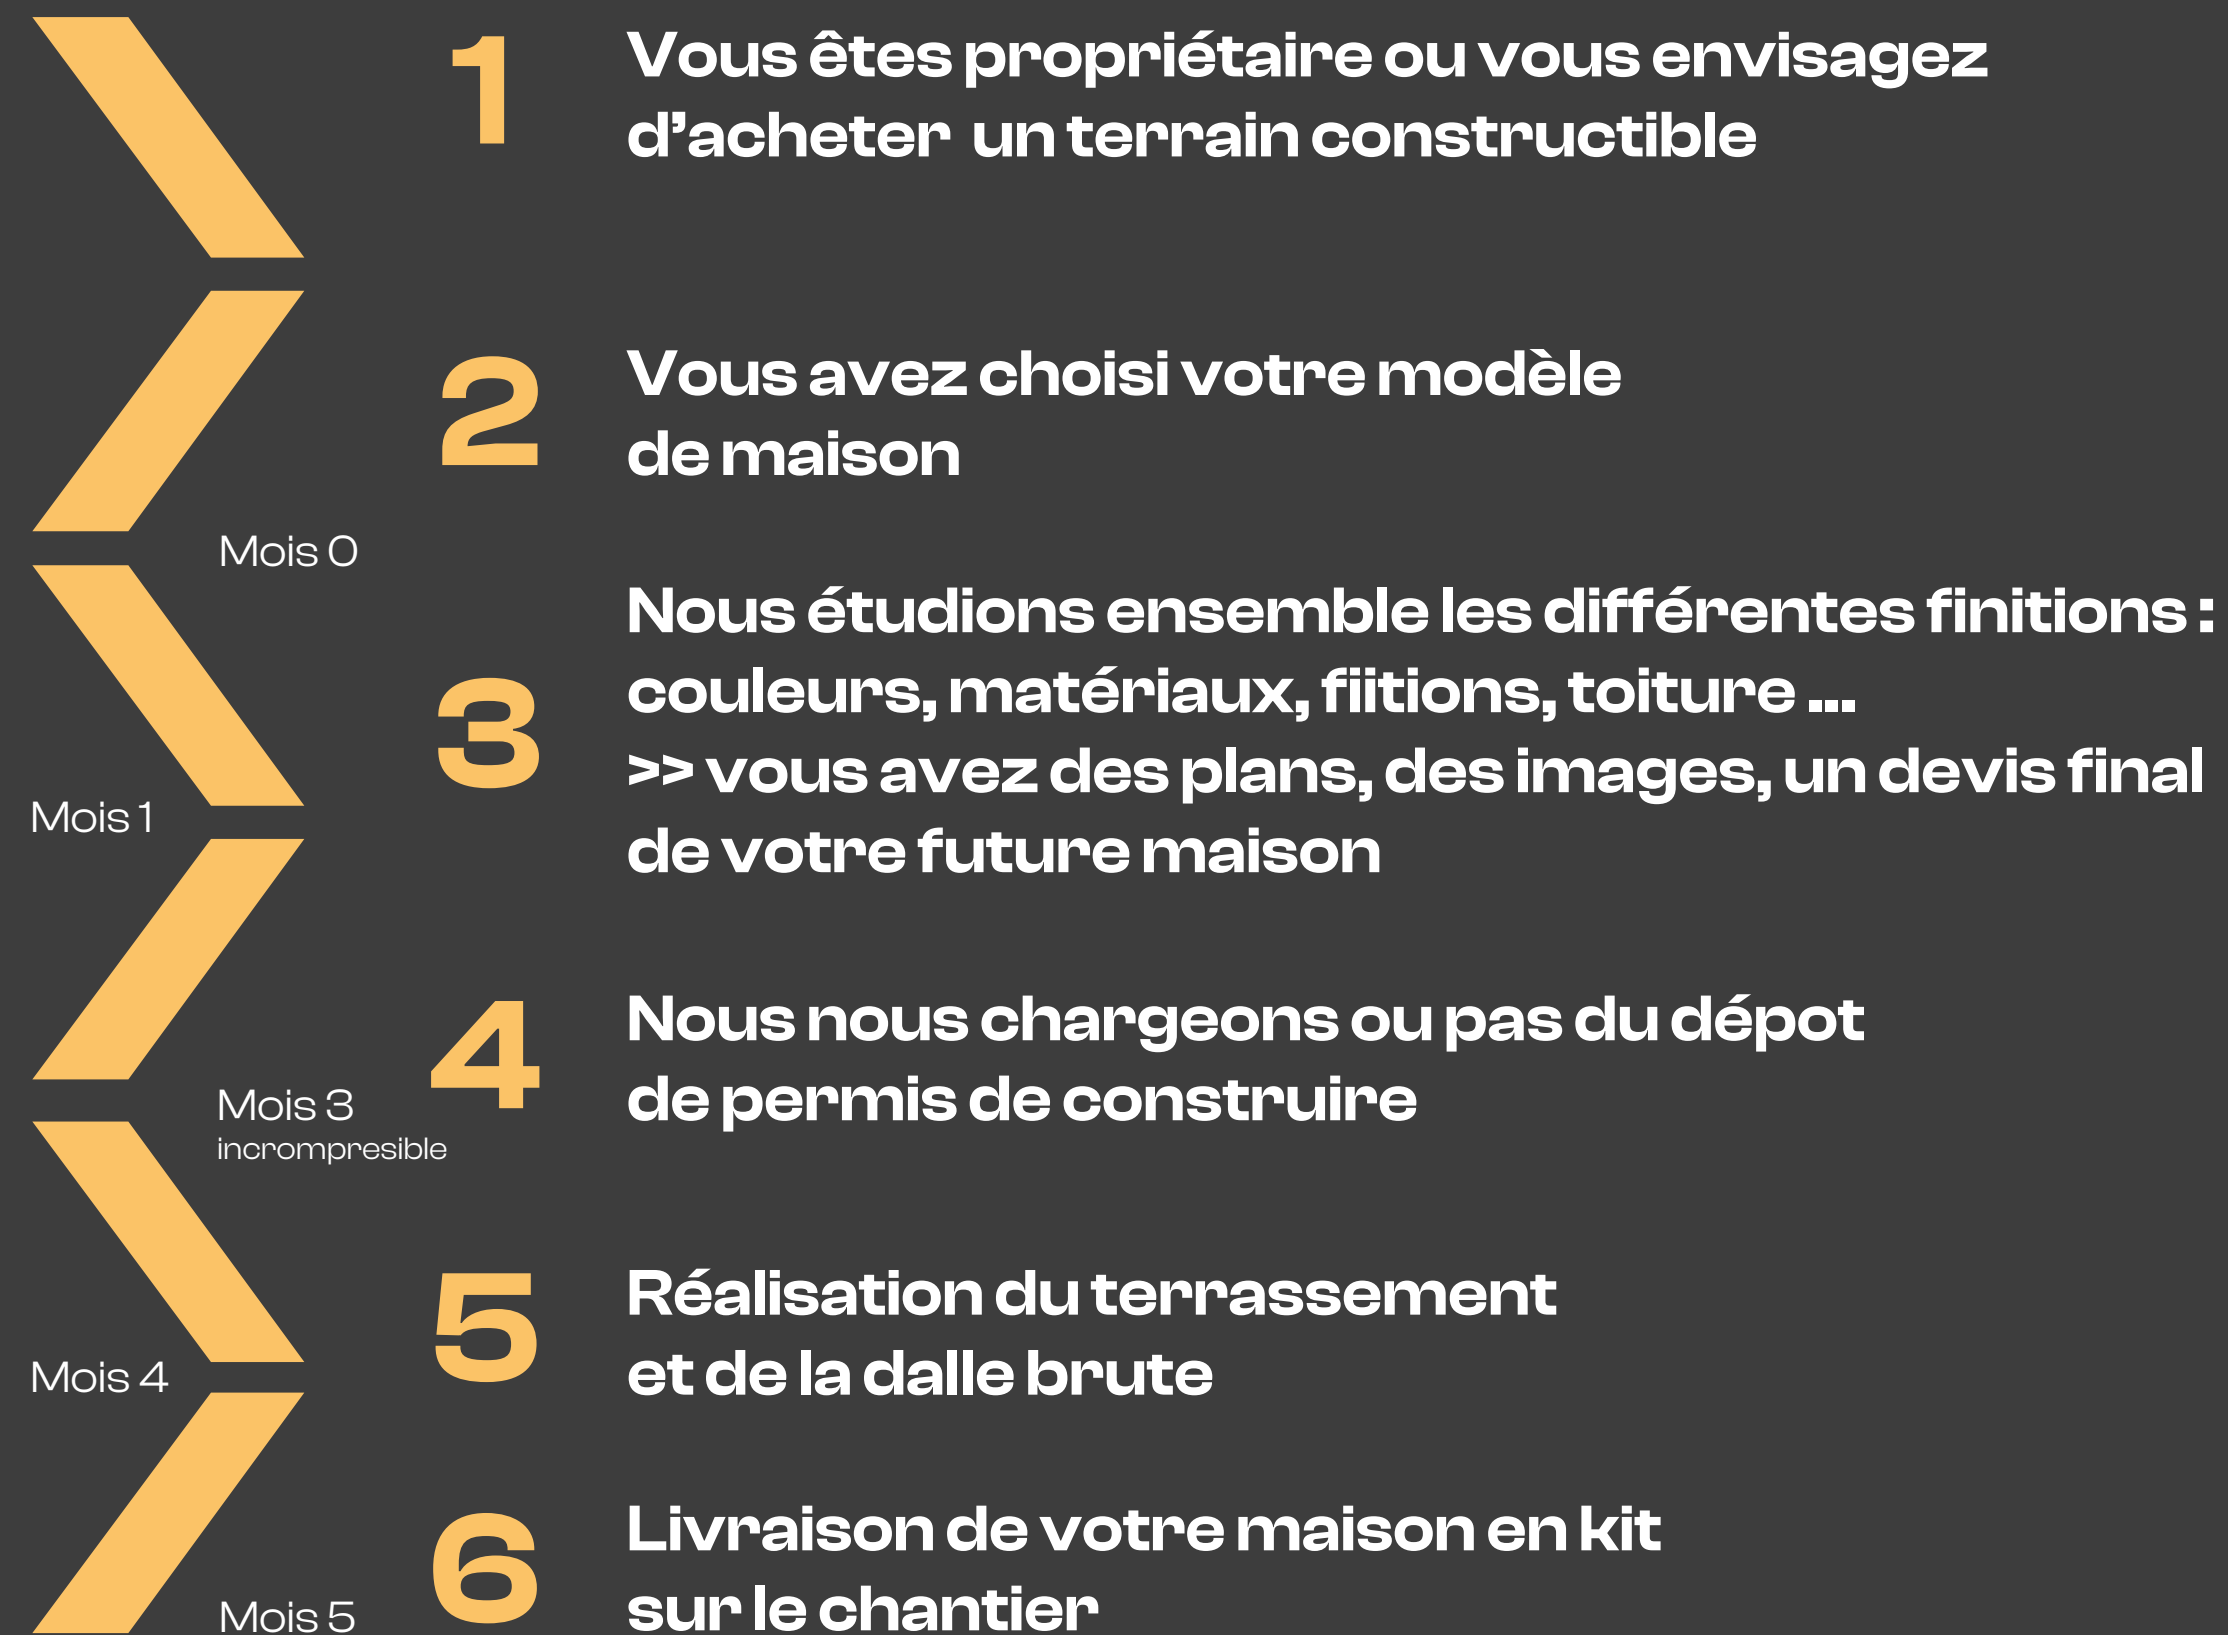 1
Vous êtes propriétaire ou vous envisagez
d’acheter  un terrain constructible
2
Vous avez choisi votre modèle
de maison
Mois 0
3
Nous étudions ensemble les différentes finitions :
couleurs, matériaux, fiitions, toiture ...
>> vous avez des plans, des images, un devis final
de votre future maison
Mois 1
4
Nous nous chargeons ou pas du dépot
de permis de construire
Mois 3
incrompresible
5
Réalisation du terrassement
et de la dalle brute
Mois 4
6
Livraison de votre maison en kit
sur le chantier
Mois 5